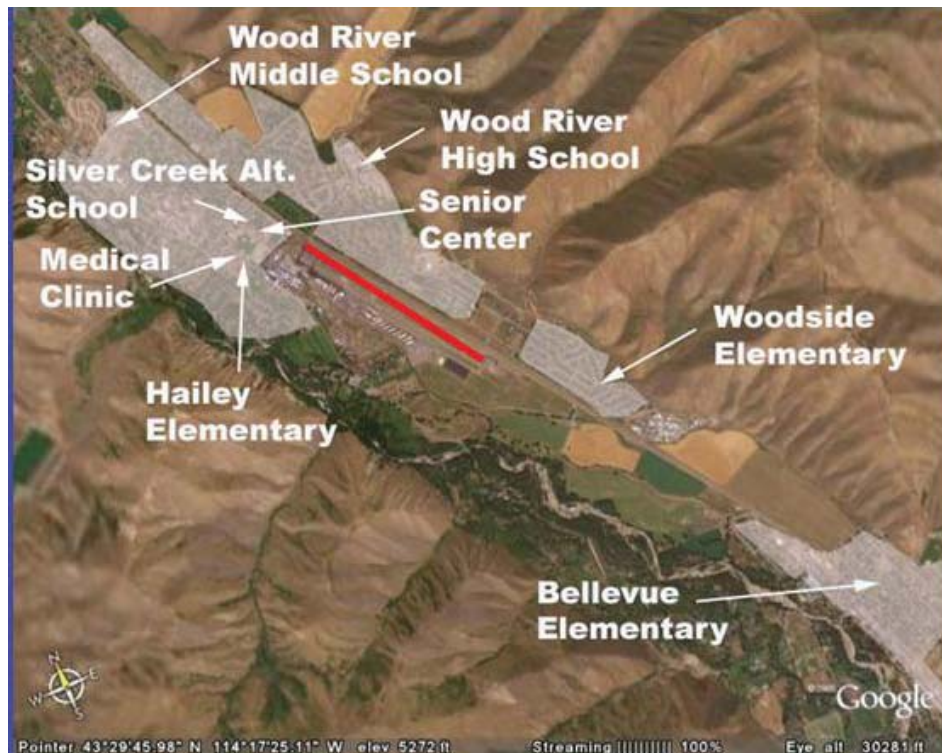 Wood River
Middle School
Wood River
High School
Silver Creek Alt.
School
Senior
Center
Medical
Clinic
Woodside
Elementary
Hailey
Elementary
Bellevue
Elementary
N
W
E
S
Google
Pointer 43°29'45.98" N 114°17'25.11" W elev 5272 ft Streaming |||||||||| 100% Eye alt 30281 ft